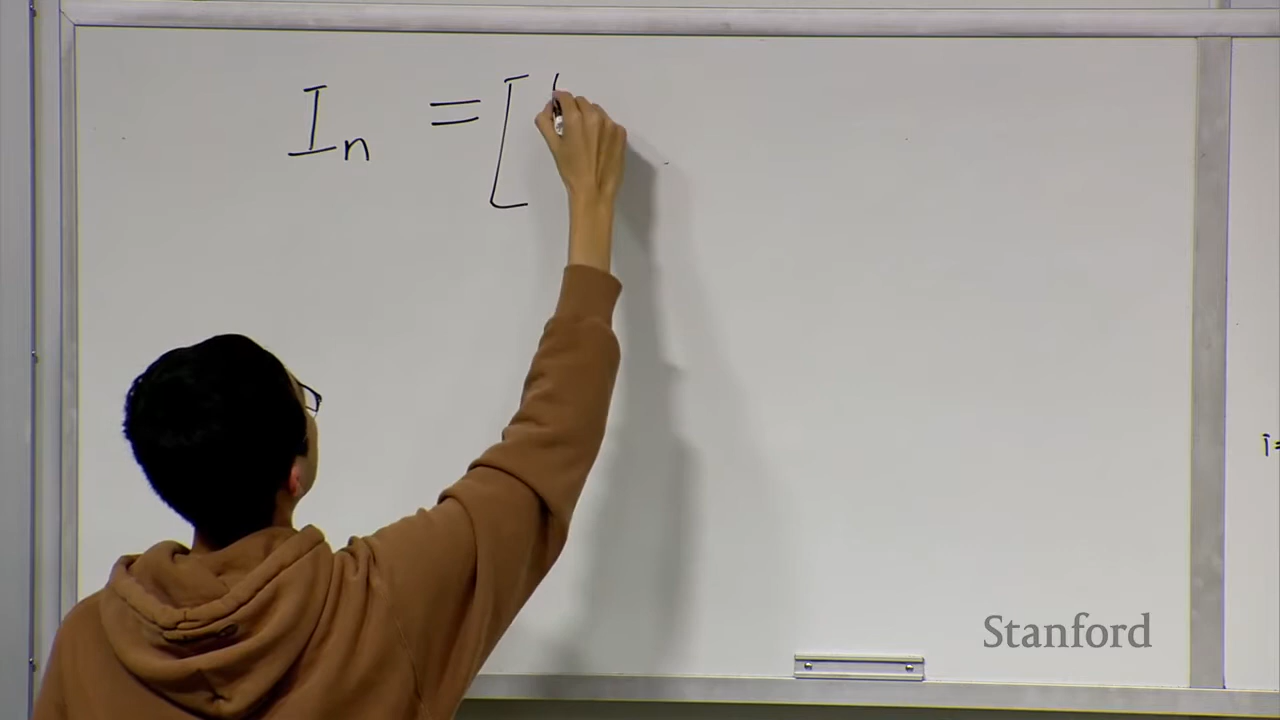 Iₙ = [
i=
Stanford